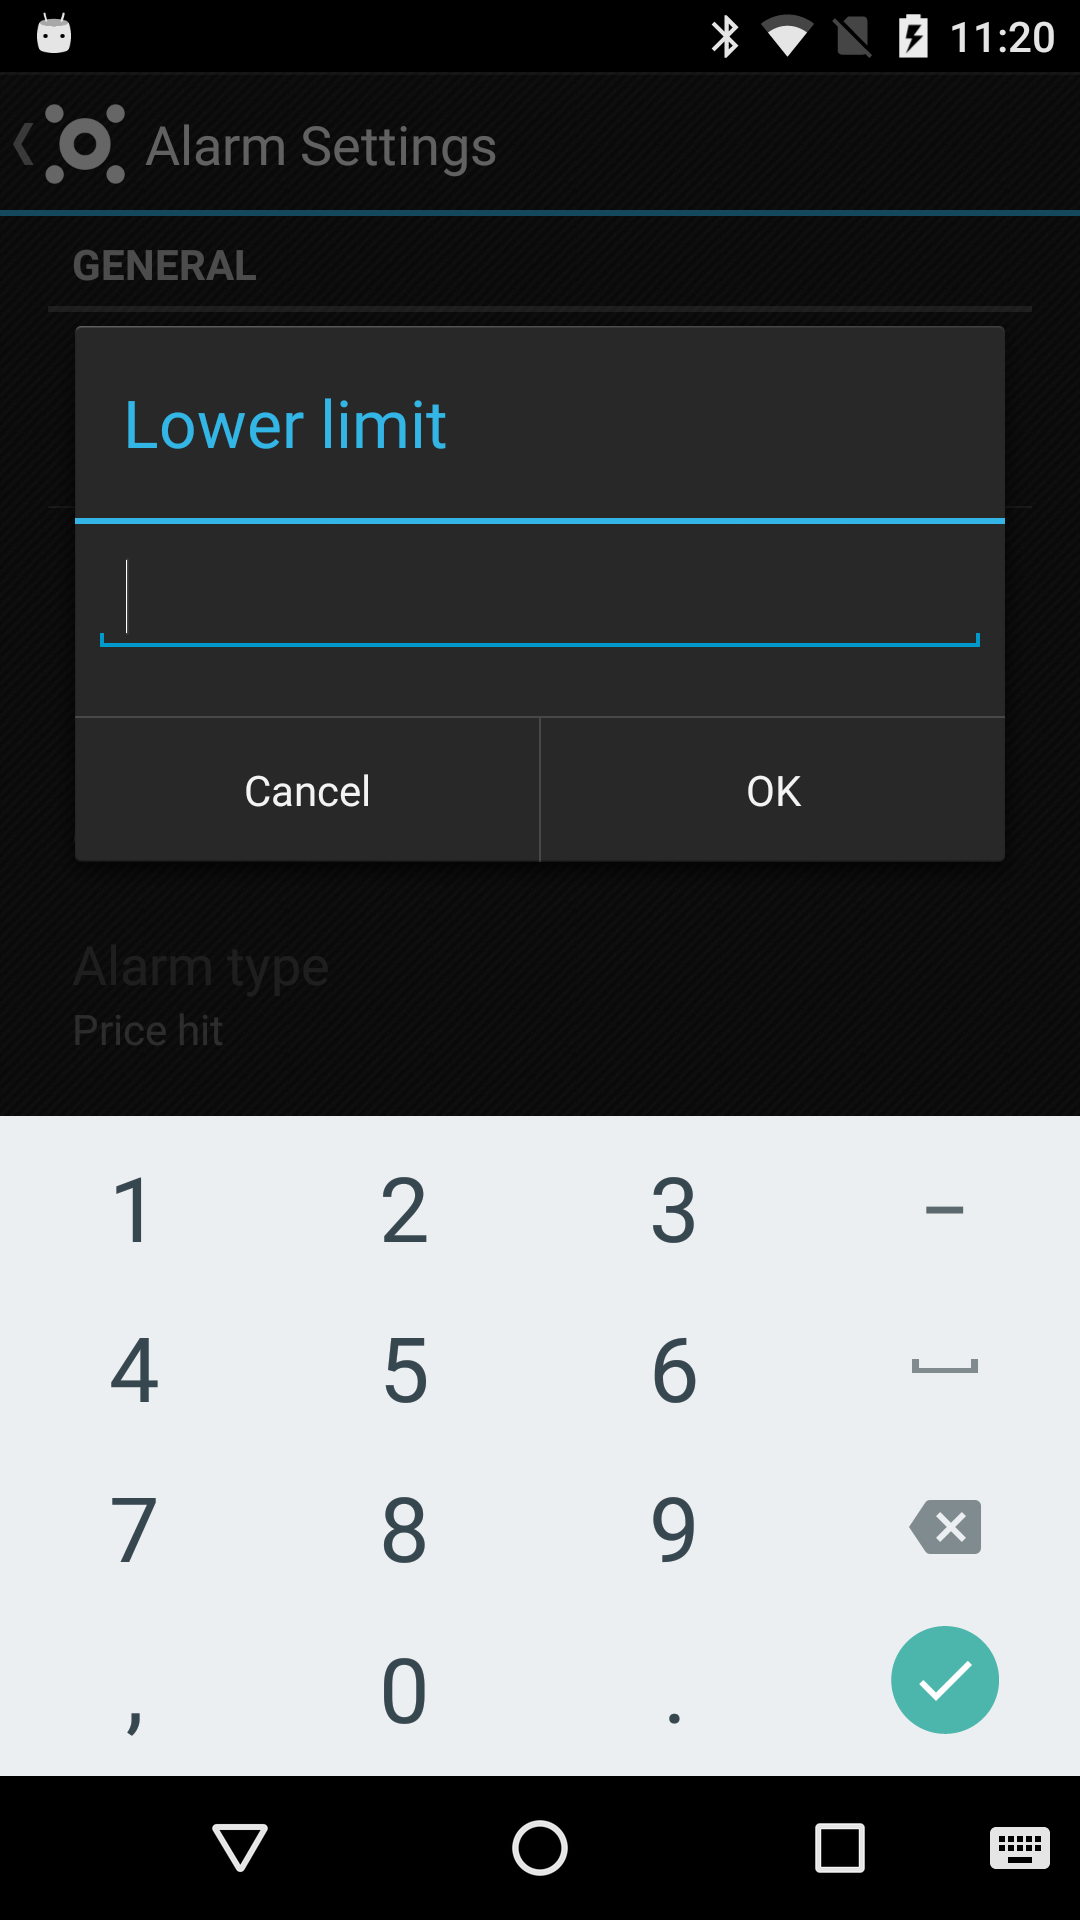 11:20
Alarm Settings
GENERAL
Lower limit
Cancel OK
Alarm type
Price hit
1 2 3 –
4 5 6
7 8 9
, 0 .